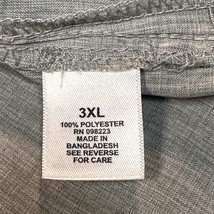 3XL
100% POLYESTER
RN 098223
MADE IN
BANGLADESH
SEE REVERSE
FOR CARE